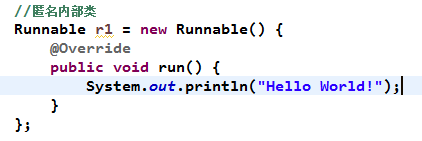 //匿名内部类
Runnable r1 = new Runnable() {
    @Override
    public void run() {
        System.out.println("Hello World!");
    }
};